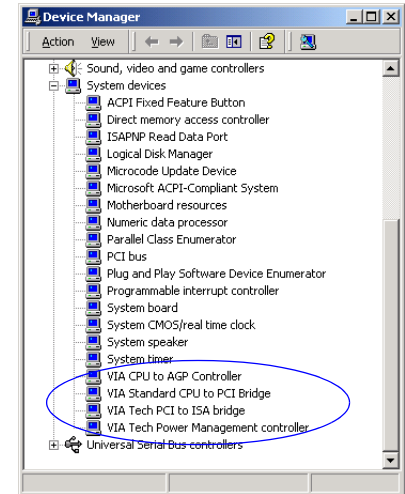 Device Manager
Action View
Sound, video and game controllers
System devices
ACPI Fixed Feature Button
Direct memory access controller
ISAPNP Read Data Port
Logical Disk Manager
Microcode Update Device
Microsoft ACPI-Compliant System
Motherboard resources
Numeric data processor
Parallel Class Enumerator
PCI bus
Plug and Play Software Device Enumerator
Programmable interrupt controller
System board
System CMOS/real time clock
System speaker
System timer
VIA CPU to AGP Controller
VIA Standard CPU to PCI Bridge
VIA Tech PCI to ISA bridge
VIA Tech Power Management controller
Universal Serial Bus controllers